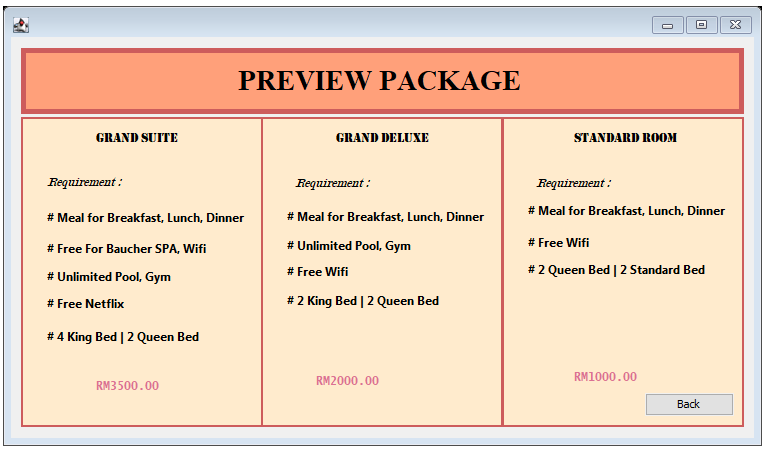 PREVIEW PACKAGE
GRAND SUITE
Requirement :
# Meal for Breakfast, Lunch, Dinner
# Free For Baucher SPA, Wifi
# Unlimited Pool, Gym
# Free Netflix
# 4 King Bed | 2 Queen Bed
RM3500.00
GRAND DELUXE
Requirement :
# Meal for Breakfast, Lunch, Dinner
# Unlimited Pool, Gym
# Free Wifi
# 2 King Bed | 2 Queen Bed
RM2000.00
STANDARD ROOM
Requirement :
# Meal for Breakfast, Lunch, Dinner
# Free Wifi
# 2 Queen Bed | 2 Standard Bed
RM1000.00
Back